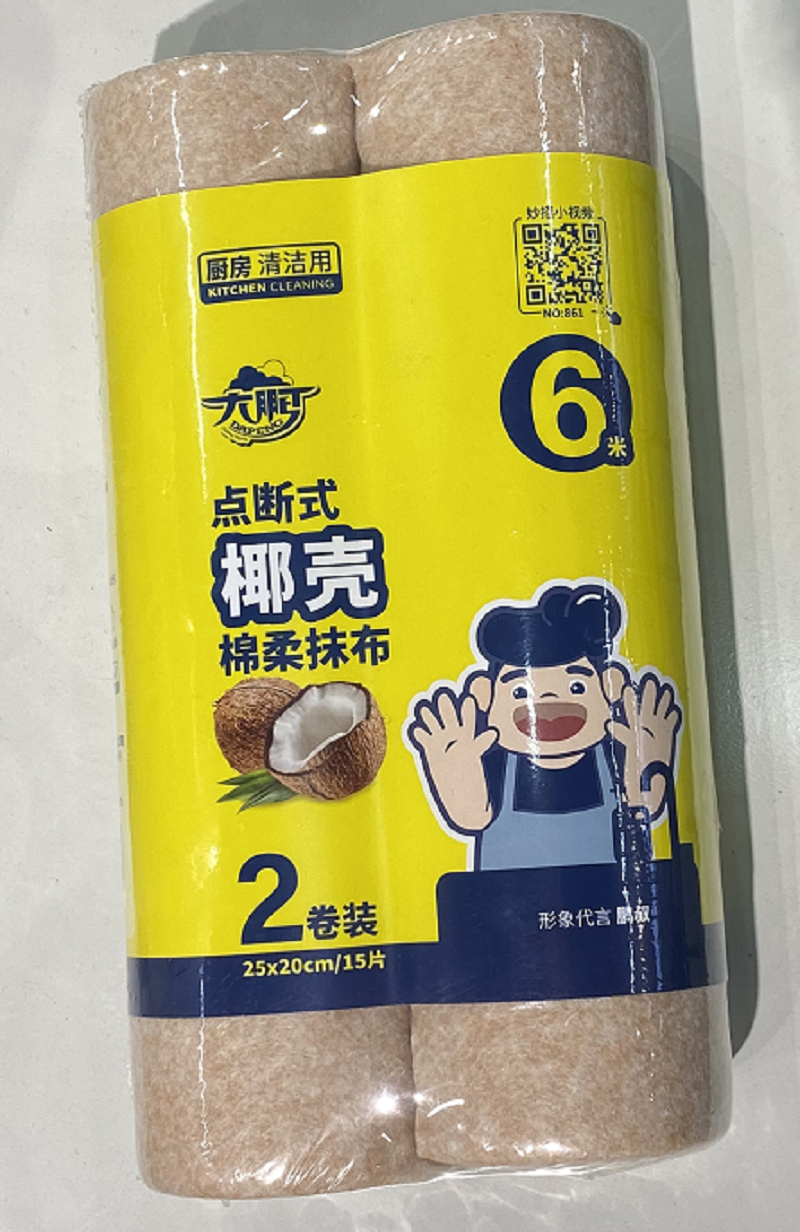 妙招小视频
厨房 清洁用
KITCHEN CLEANING
NO:861
6米
大鹏
DAPENG
点断式
椰壳
棉柔抹布
2卷装
形象代言 鹏叔
25x20cm/15片